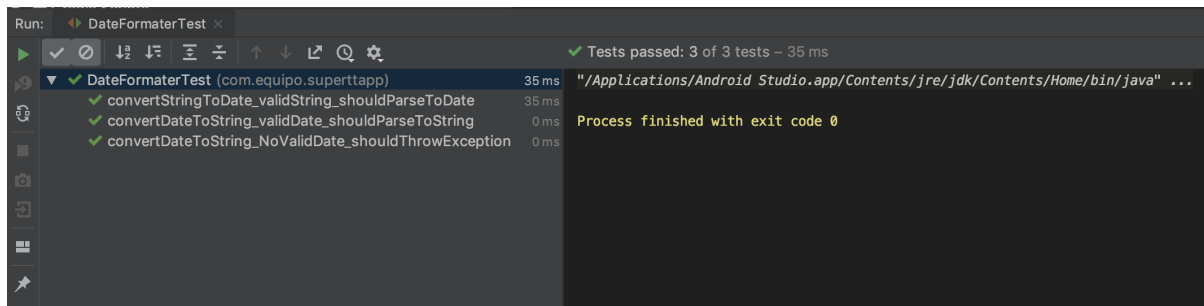 Run: DateFormaterTest
Tests passed: 3 of 3 tests – 35 ms
DateFormaterTest (com.equipo.superttapp) 35 ms
convertStringToDate_validString_shouldParseToDate 35 ms
convertDateToString_validDate_shouldParseToString 0 ms
convertDateToString_NoValidDate_shouldThrowException 0 ms
"/Applications/Android Studio.app/Contents/jre/jdk/Contents/Home/bin/java" ...
Process finished with exit code 0